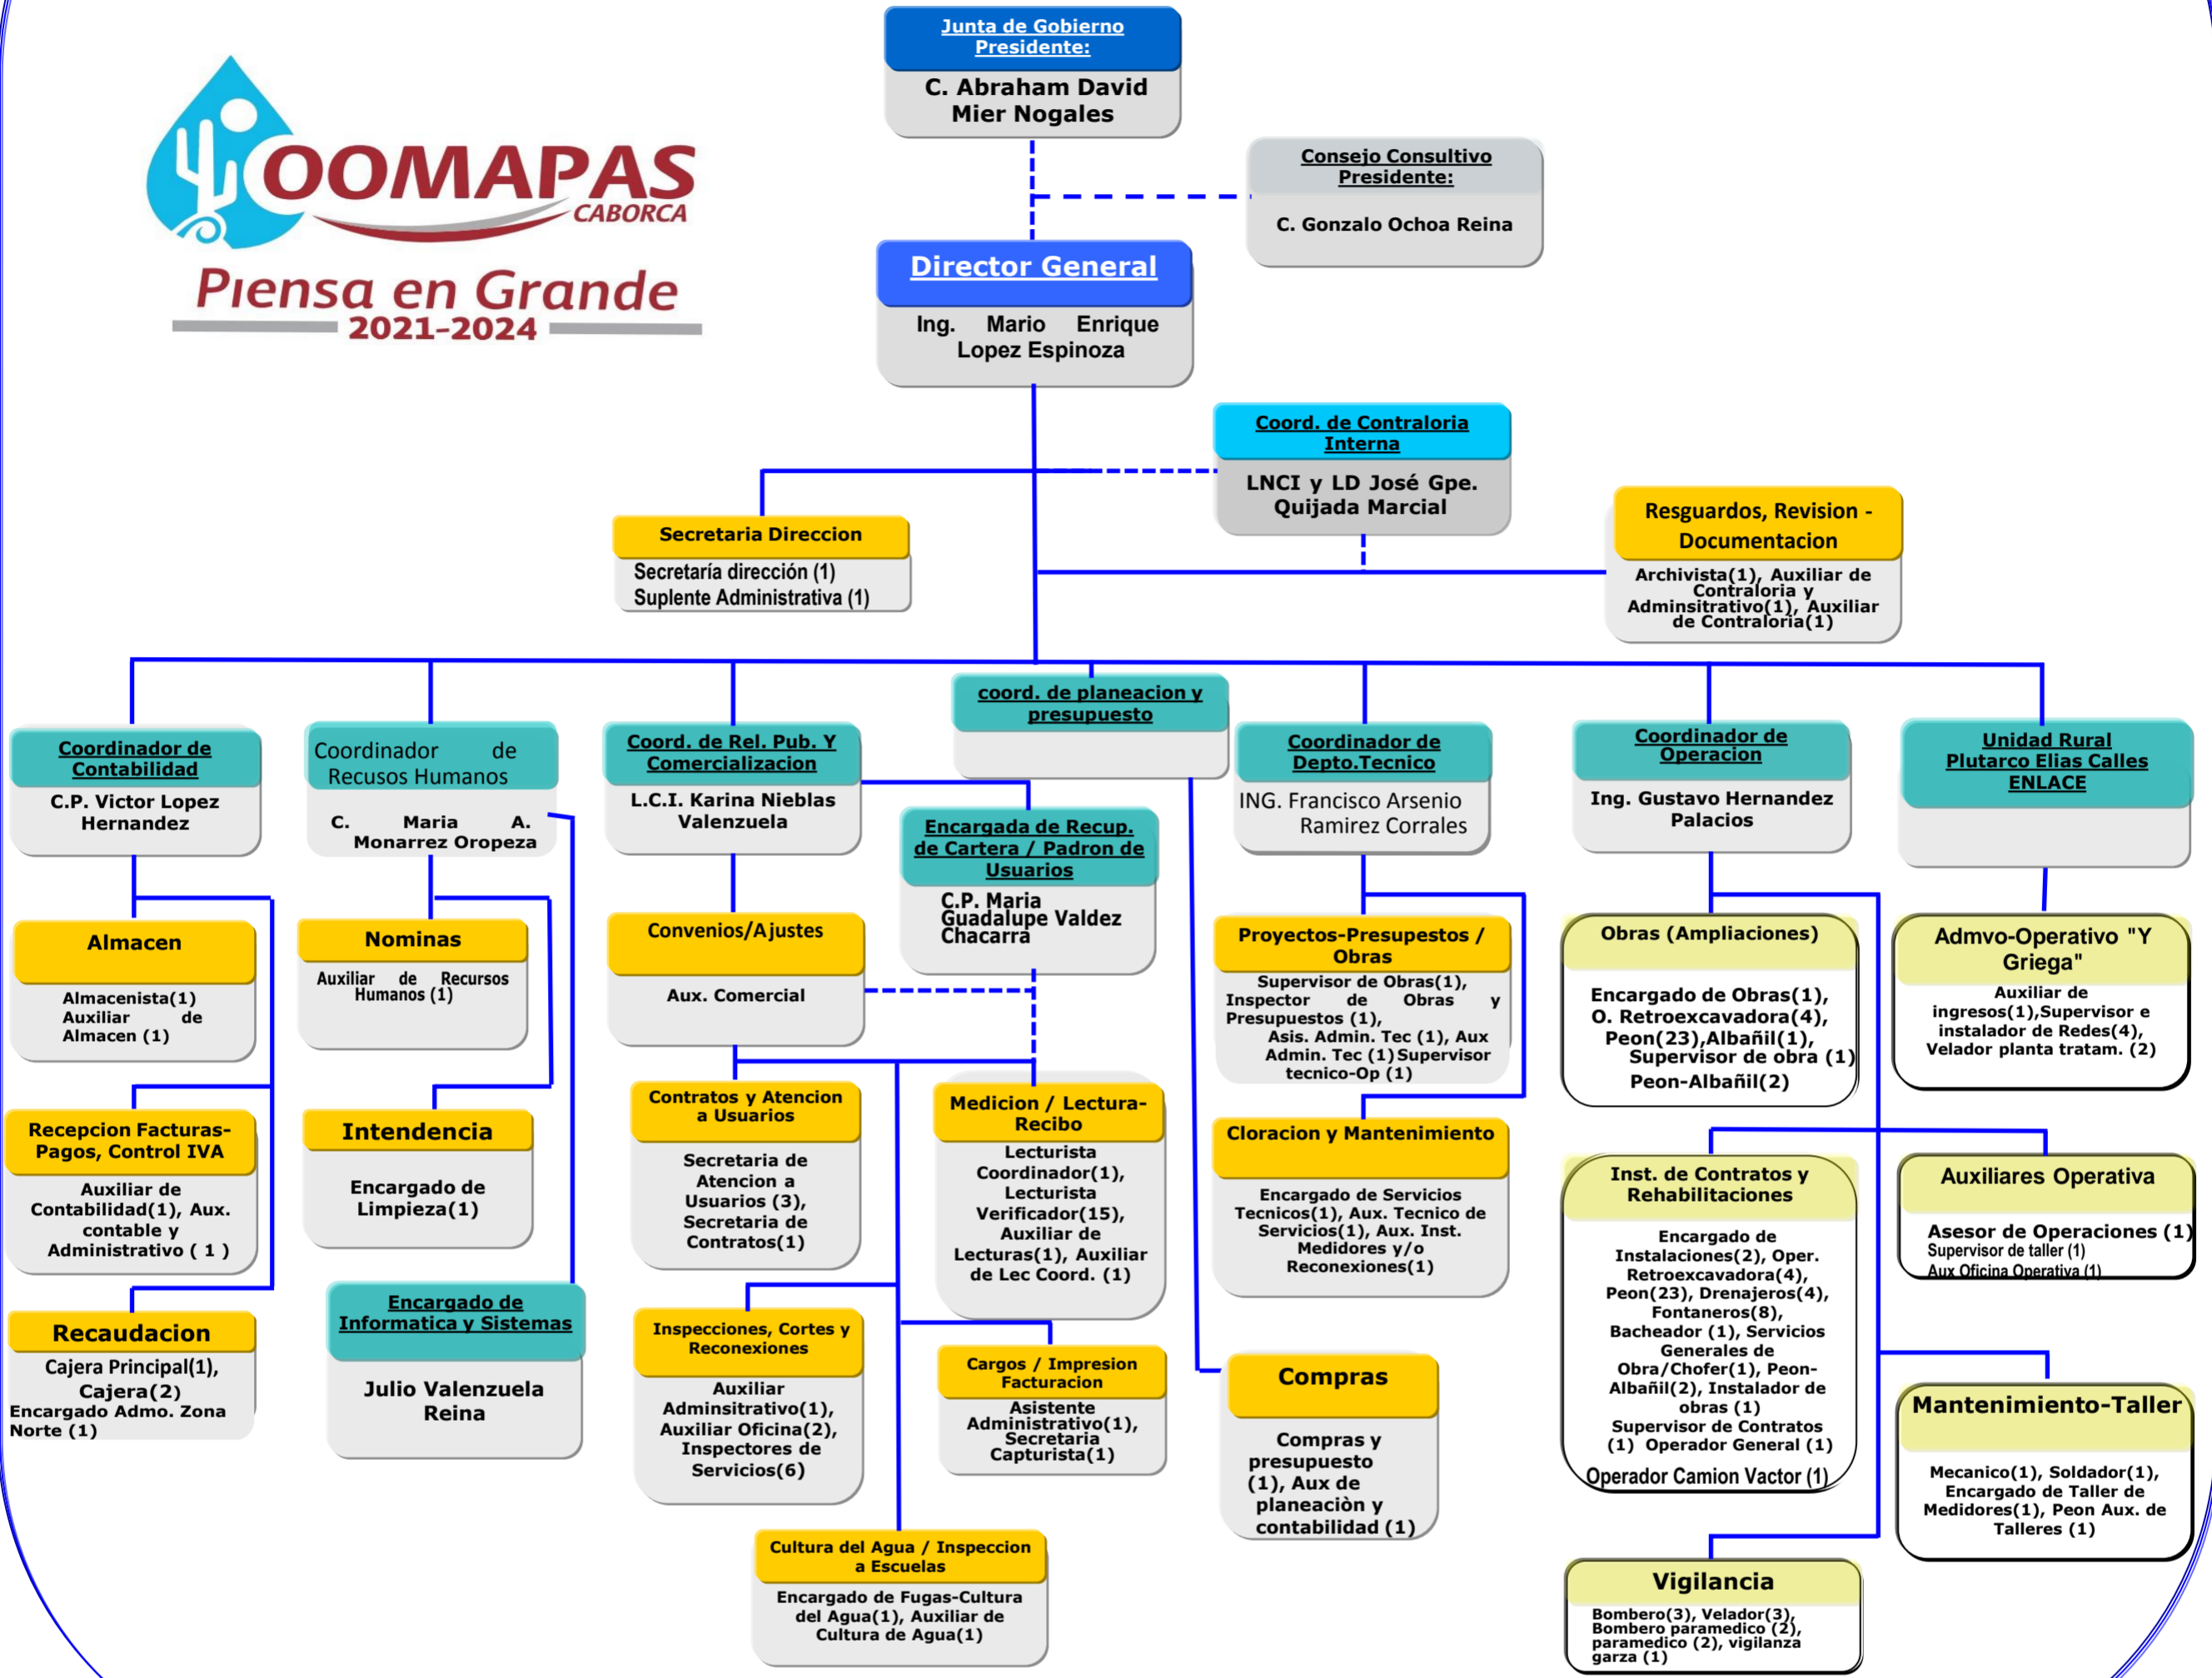 Junta de Gobierno
Presidente:
C. Abraham David
Mier Nogales
OOMAPAS
CABORCA
Piensa en Grande
2021-2024
Consejo Consultivo
Presidente:
C. Gonzalo Ochoa Reina
Director General
Ing. Mario Enrique
Lopez Espinoza
Coord. de Contraloria
Interna
LNCI y LD José Gpe.
Quijada Marcial
Secretaria Direccion
Secretaría dirección (1)
Suplente Administrativa (1)
Resguardos, Revision -
Documentacion
Archivista(1), Auxiliar de
Contraloria y
Adminsitrativo(1), Auxiliar
de Contraloria(1)
Coordinador de
Contabilidad
C.P. Victor Lopez
Hernandez
Coordinador de
Recusos Humanos
C. Maria A.
Monarrez Oropeza
Coord. de Rel. Pub. Y
Comercializacion
L.C.I. Karina Nieblas
Valenzuela
coord. de planeacion y
presupuesto
Encargada de Recup.
de Cartera / Padron de
Usuarios
C.P. Maria
Guadalupe Valdez
Chacarra
Coordinador de
Depto.Tecnico
ING. Francisco Arsenio
Ramirez Corrales
Coordinador de
Operacion
Ing. Gustavo Hernandez
Palacios
Unidad Rural
Plutarco Elias Calles
ENLACE
Almacen
Almacenista(1)
Auxiliar de
Almacen (1)
Nominas
Auxiliar de Recursos
Humanos (1)
Convenios/Ajustes
Aux. Comercial
Proyectos-Presupestos /
Obras
Supervisor de Obras(1),
Inspector de Obras y
Presupuestos (1),
Asis. Admin. Tec (1), Aux
Admin. Tec (1)Supervisor
tecnico-Op (1)
Obras (Ampliaciones)
Encargado de Obras(1),
O. Retroexcavadora(4),
Peon(23),Albañil(1),
Supervisor de obra (1)
Peon-Albañil(2)
Admvo-Operativo "Y
Griega"
Auxiliar de
ingresos(1),Supervisor e
instalador de Redes(4),
Velador planta tratam. (2)
Recepcion Facturas-
Pagos, Control IVA
Auxiliar de
Contabilidad(1), Aux.
contable y
Administrativo ( 1 )
Intendencia
Encargado de
Limpieza(1)
Contratos y Atencion
a Usuarios
Secretaria de
Atencion a
Usuarios (3),
Secretaria de
Contratos(1)
Medicion / Lectura-
Recibo
Lecturista
Coordinador(1),
Lecturista
Verificador(15),
Auxiliar de
Lecturas(1), Auxiliar
de Lec Coord. (1)
Cloracion y Mantenimiento
Encargado de Servicios
Tecnicos(1), Aux. Tecnico de
Servicios(1), Aux. Inst.
Medidores y/o
Reconexiones(1)
Inst. de Contratos y
Rehabilitaciones
Encargado de
Instalaciones(2), Oper.
Retroexcavadora(4),
Peon(23), Drenajeros(4),
Fontaneros(8),
Bacheador (1), Servicios
Generales de
Obra/Chofer(1), Peon-
Albañil(2), Instalador de
obras (1)
Supervisor de Contratos
(1) Operador General (1)
Operador Camion Vactor (1)
Auxiliares Operativa
Asesor de Operaciones (1)
Supervisor de taller (1)
Aux Oficina Operativa (1)
Recaudacion
Cajera Principal(1),
Cajera(2)
Encargado Admo. Zona
Norte (1)
Encargado de
Informatica y Sistemas
Julio Valenzuela
Reina
Inspecciones, Cortes y
Reconexiones
Auxiliar
Adminsitrativo(1),
Auxiliar Oficina(2),
Inspectores de
Servicios(6)
Cargos / Impresion
Facturacion
Asistente
Administrativo(1),
Secretaria
Capturista(1)
Compras
Compras y
presupuesto
(1), Aux de
planeaciòn y
contabilidad (1)
Mantenimiento-Taller
Mecanico(1), Soldador(1),
Encargado de Taller de
Medidores(1), Peon Aux. de
Talleres (1)
Cultura del Agua / Inspeccion
a Escuelas
Encargado de Fugas-Cultura
del Agua(1), Auxiliar de
Cultura de Agua(1)
Vigilancia
Bombero(3), Velador(3),
Bombero paramedico (2),
paramedico (2), vigilanza
garza (1)